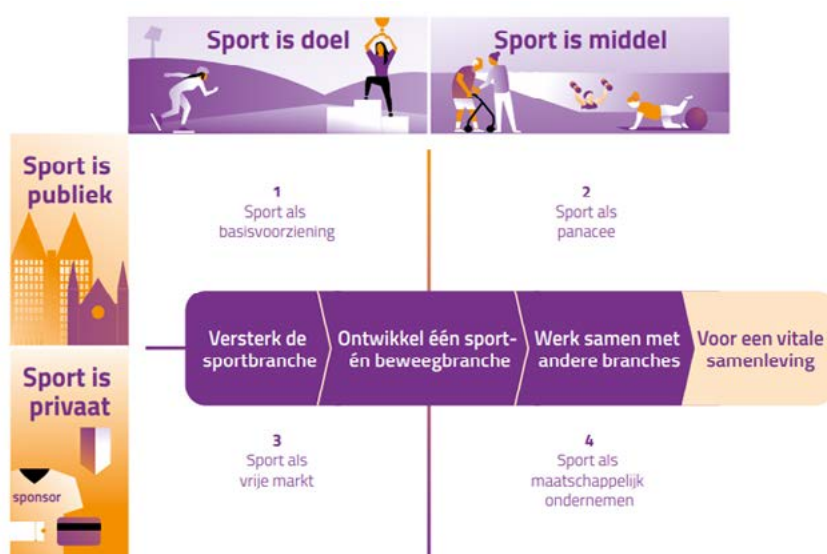 Sport is doel
Sport is middel
Sport is
publiek
1
Sport als
basisvoorziening
2
Sport als
panacee
Versterk de
sportbranche
Ontwikkel één sport-
én beweegbranche
Werk samen met
andere branches
Voor een vitale
samenleving
Sport is
privaat
sponsor
3
Sport als
vrije markt
4
Sport als
maatschappelijk
ondernemen